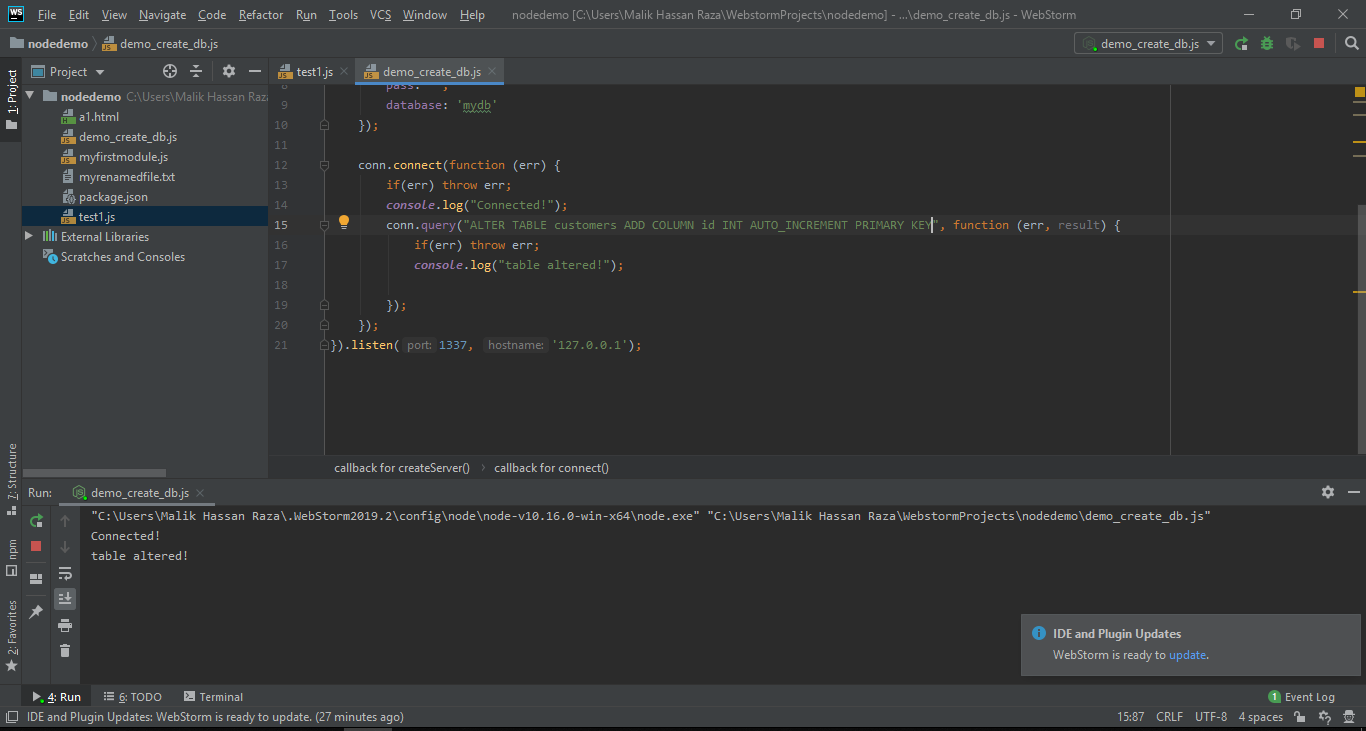 WS File Edit View Navigate Code Refactor Run Tools VCS Window Help nodedemo [C:\Users\Malik Hassan Raza\WebstormProjects\nodedemo] - ...\demo_create_db.js - WebStorm
nodedemo demo_create_db.js demo_create_db.js
1: Project
Project
test1.js demo_create_db.js
nodedemo C:\Users\Malik Hassan Raza
a1.html
demo_create_db.js
myfirstmodule.js
myrenamedfile.txt
package.json
test1.js
External Libraries
Scratches and Consoles
9 database: 'mydb'
10 });
11
12 conn.connect(function (err) {
13 if(err) throw err;
14 console.log("Connected!");
15 conn.query("ALTER TABLE customers ADD COLUMN id INT AUTO_INCREMENT PRIMARY KEY", function (err, result) {
16 if(err) throw err;
17 console.log("table altered!");
18
19 });
20 });
21 }).listen( port: 1337, hostname: '127.0.0.1');
callback for createServer() callback for connect()
7: Structure
npm
2: Favorites
Run: demo_create_db.js
"C:\Users\Malik Hassan Raza\.WebStorm2019.2\config\node\node-v10.16.0-win-x64\node.exe" "C:\Users\Malik Hassan Raza\WebstormProjects\nodedemo\demo_create_db.js"
Connected!
table altered!
IDE and Plugin Updates
WebStorm is ready to update.
4: Run 6: TODO Terminal 1 Event Log
IDE and Plugin Updates: WebStorm is ready to update. (27 minutes ago) 15:87 CRLF UTF-8 4 spaces